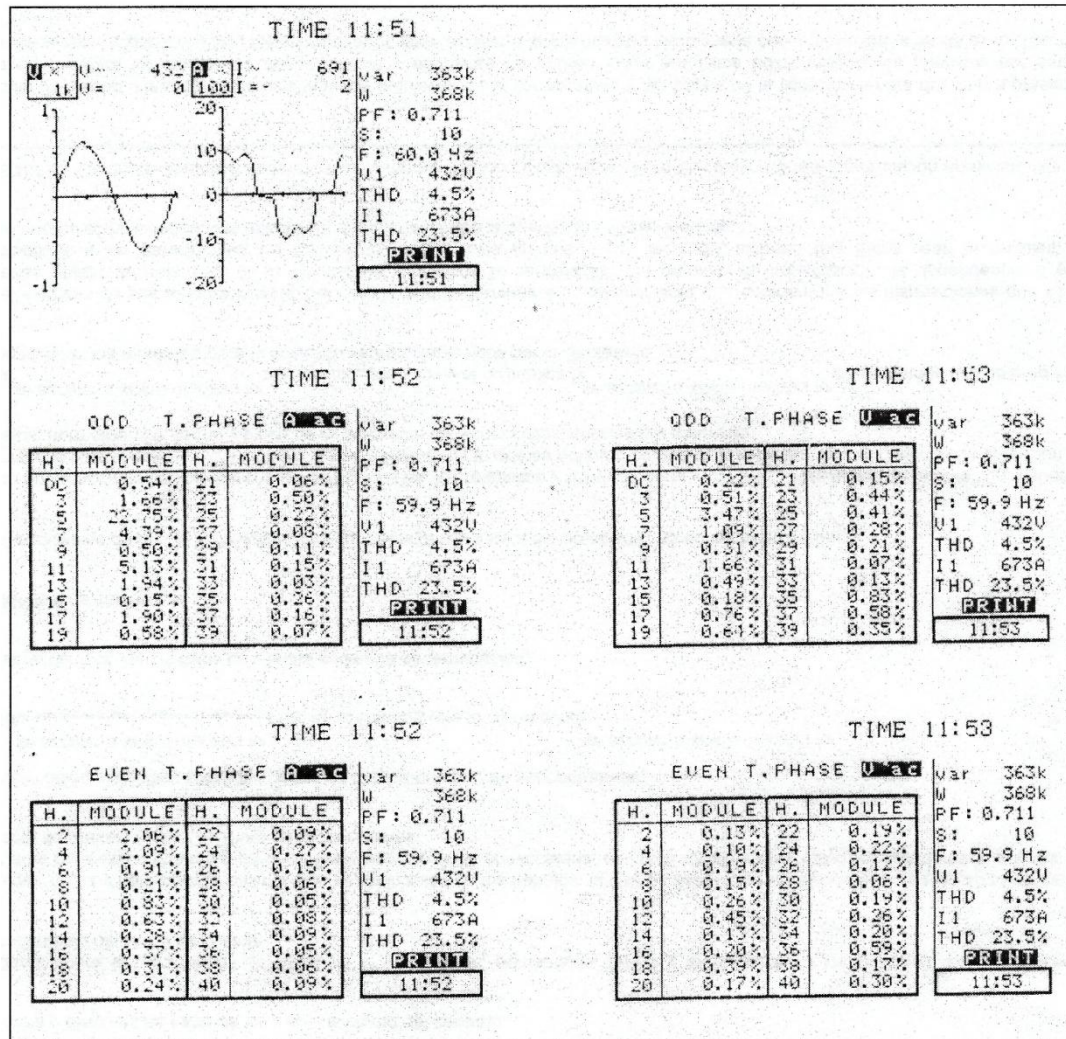 TIME 11:51
U × U~ 432 A × I~ 691
1k U= 0 100 I=- 2
1 20
10
0 0
-10
-1 -20
var 363k
W 368k
PF: 0.711
S: 10
F: 60.0 Hz
V1 432V
THD 4.5%
I1 673A
THD 23.5%
PRINT
11:51
TIME 11:52
ODD T.PHASE A ac
H. MODULE H. MODULE
DC 0.54% 21 0.06%
3 1.66% 23 0.50%
5 22.75% 25 0.22%
7 27 0.08%
9 0.50% 29 0.11%
11 5.13% 31 0.15%
13 1.94% 33 0.03%
15 0.15% 35 0.26%
17 1.90% 37 0.16%
19 0.58% 39 0.07%
var 363k
W 368k
PF: 0.711
S: 10
F: 59.9 Hz
V1 432V
THD 4.5%
I1 673A
THD 23.5%
PRINT
11:52
TIME 11:53
ODD T.PHASE V ac
H. MODULE H. MODULE
DC 0.22% 21 0.15%
3 0.51% 23 0.44%
5 3.47% 25 0.41%
7 27 0.28%
9 0.31% 29 0.21%
11 1.66% 31 0.07%
13 0.49% 33 0.13%
15 0.18% 35 0.83%
17 0.76% 37 0.58%
19 0.64% 39 0.35%
var 363k
W 368k
PF: 0.711
S: 10
F: 59.9 Hz
V1 432V
THD 4.5%
I1 673A
THD 23.5%
PRINT
11:53
TIME 11:52
EVEN T.PHASE A ac
H. MODULE H. MODULE
2 2.06% 22 0.09%
4 2.09% 24 0.27%
6 26 0.15%
8 28 0.06%
10 0.83% 30 0.05%
12 0.63% 32 0.08%
14 0.28% 34 0.09%
16 36 0.05%
18 0.31% 38 0.06%
20 0.24% 40 0.09%
var 363k
W 368k
PF: 0.711
S: 10
F: 59.9 Hz
V1 432V
THD 4.5%
I1 673A
THD 23.5%
PRINT
11:52
TIME 11:53
EVEN T.PHASE V ac
H. MODULE H. MODULE
2 0.13% 22 0.19%
4 0.10% 24 0.22%
6 0.19% 26 0.12%
8 0.15% 28 0.06%
10 0.26% 30 0.19%
12 0.45% 32 0.26%
14 0.13% 34 0.20%
16 0.20% 36 0.59%
18 0.39% 38 0.17%
20 0.17% 40 0.30%
var 363k
W 368k
PF: 0.711
S: 10
F: 59.9 Hz
V1 432V
THD 4.5%
I1 673A
THD 23.5%
PRINT
11:53